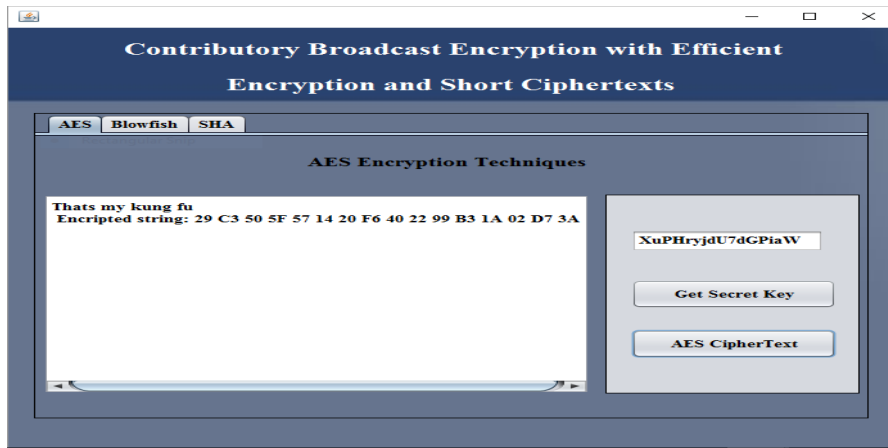 Contributory Broadcast Encryption with Efficient
Encryption and Short Ciphertexts
AES Blowfish SHA
AES Encryption Techniques
Thats my kung fu
Encripted string: 29 C3 50 5F 57 14 20 F6 40 22 99 B3 1A 02 D7 3A
XuPHryjdU7dGPiaW
Get Secret Key
AES CipherText